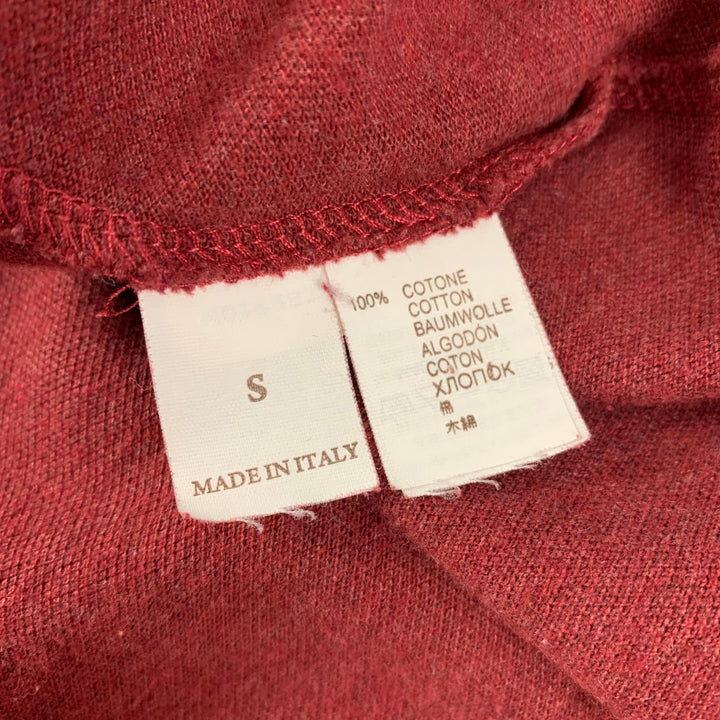 S
MADE IN ITALY
100% COTONE
COTTON
BAUMWOLLE
ALGODÓN
COTON
ХЛОПОК
棉
木綿